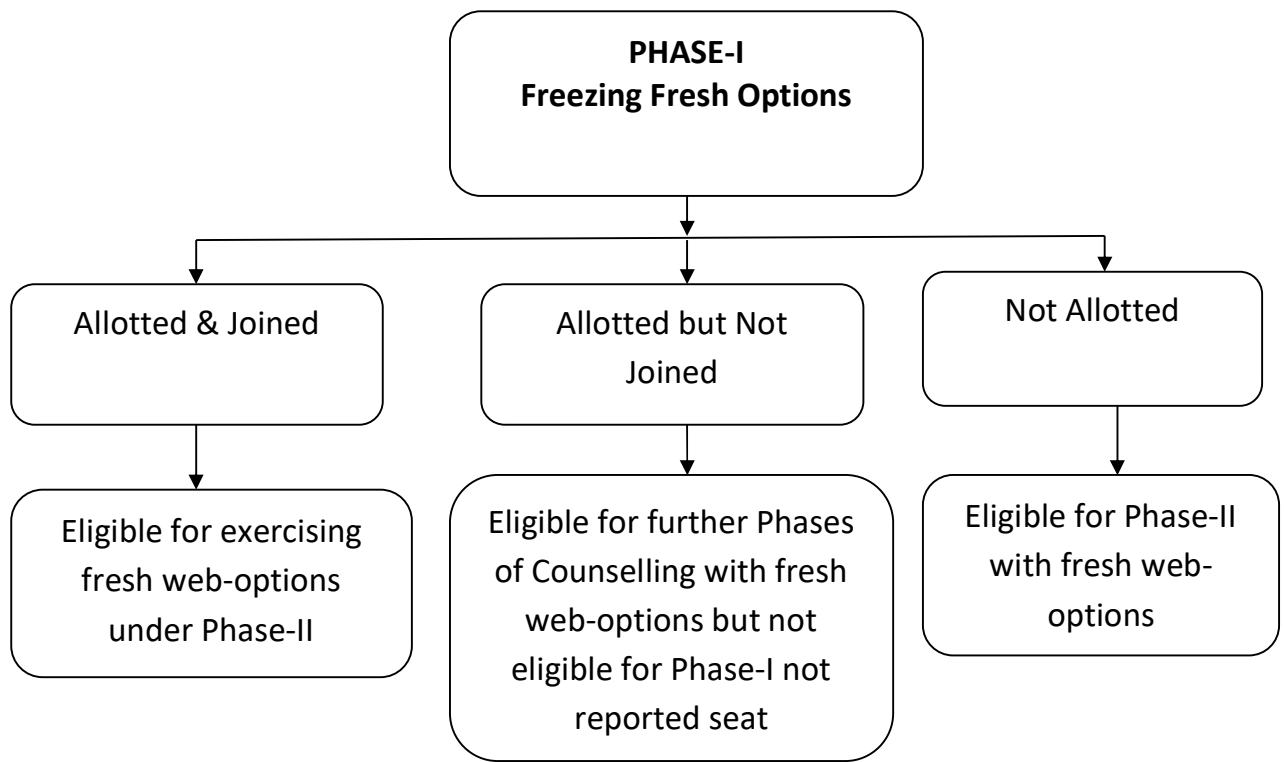 PHASE-I
Freezing Fresh Options
Allotted & Joined
Allotted but Not
Joined
Not Allotted
Eligible for exercising
fresh web-options
under Phase-II
Eligible for further Phases
of Counselling with fresh
web-options but not
eligible for Phase-I not
reported seat
Eligible for Phase-II
with fresh web-
options